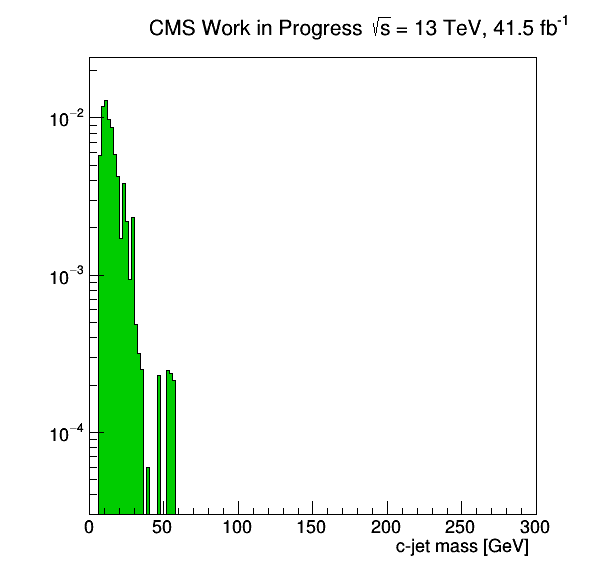 CMS Work in Progress √s = 13 TeV, 41.5 fb⁻¹
10⁻²
10⁻³
10⁻⁴
0 50 100 150 200 250 300
c-jet mass [GeV]